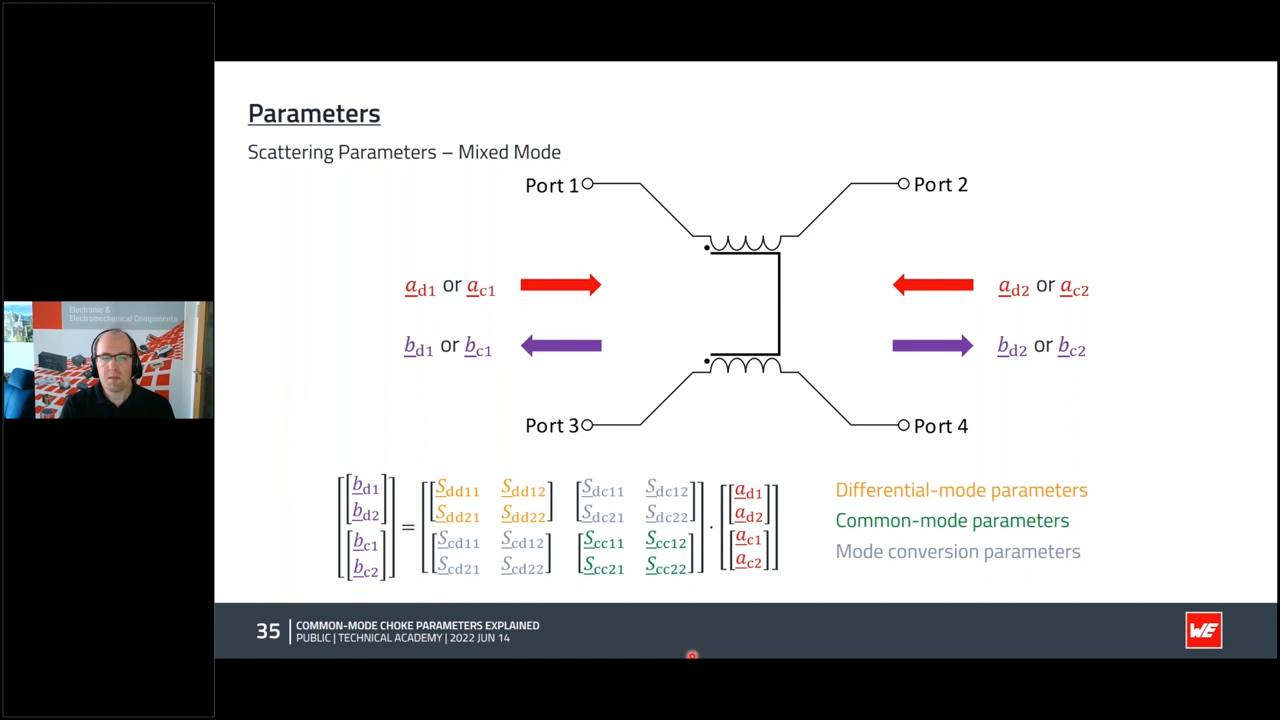 Parameters
Scattering Parameters – Mixed Mode
Port 1
Port 2
a_d1 or a_c1
a_d2 or a_c2
b_d1 or b_c1
b_d2 or b_c2
Port 3
Port 4
Electronic &
Electromechanical Components
b_d1 S_dd11 S_dd12 S_dc11 S_dc12 a_d1
b_d2 S_dd21 S_dd22 S_dc21 S_dc22 a_d2
= ·
b_c1 S_cd11 S_cd12 S_cc11 S_cc12 a_c1
b_c2 S_cd21 S_cd22 S_cc21 S_cc22 a_c2
Differential-mode parameters
Common-mode parameters
Mode conversion parameters
35
COMMON-MODE CHOKE PARAMETERS EXPLAINED
PUBLIC | TECHNICAL ACADEMY | 2022 JUN 14
WE